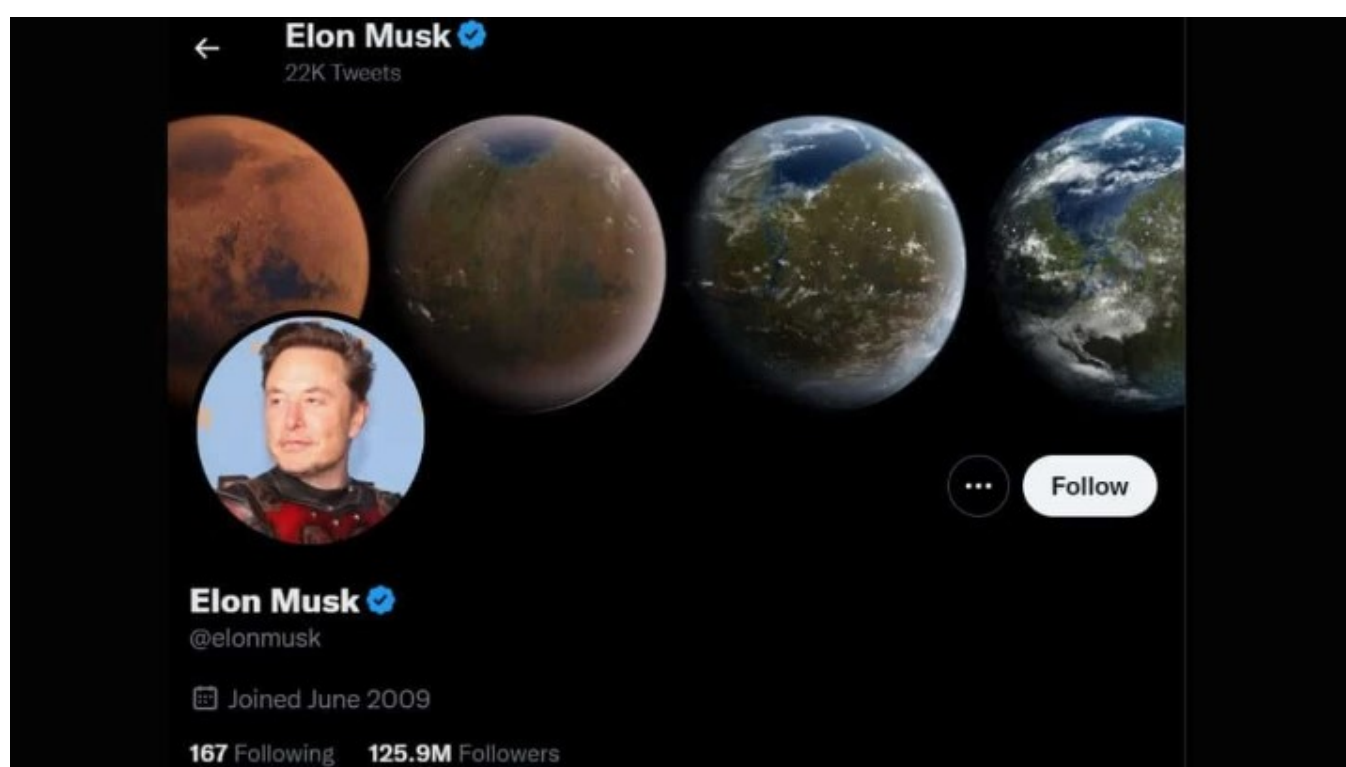 Elon Musk
22K Tweets
Follow
Elon Musk
@elonmusk
Joined June 2009
167 Following 125.9M Followers